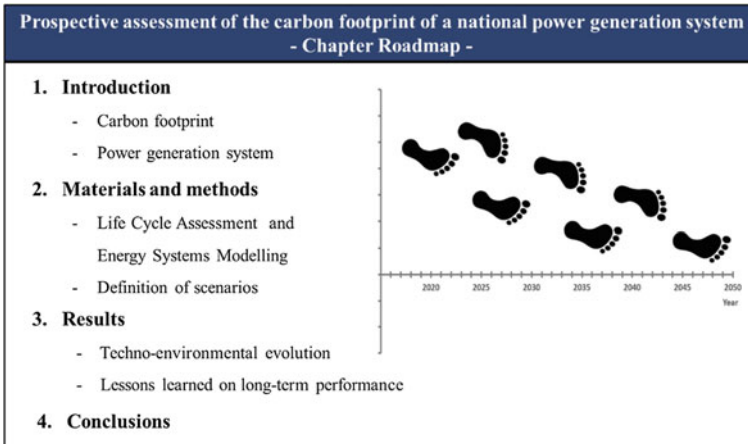 Prospective assessment of the carbon footprint of a national power generation system
- Chapter Roadmap -
1. Introduction
- Carbon footprint
- Power generation system
2. Materials and methods
- Life Cycle Assessment and
Energy Systems Modelling
- Definition of scenarios
3. Results
- Techno-environmental evolution
- Lessons learned on long-term performance
4. Conclusions
2020 2025 2030 2035 2040 2045 2050
Year